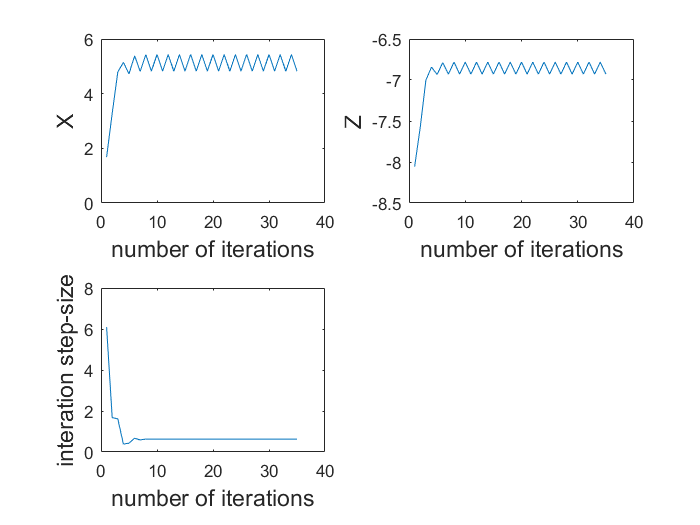 6
4
2
0
X
0 10 20 30 40
number of iterations
-6.5
-7
-7.5
-8
-8.5
Z
0 10 20 30 40
number of iterations
8
6
4
2
0
interation step-size
0 10 20 30 40
number of iterations